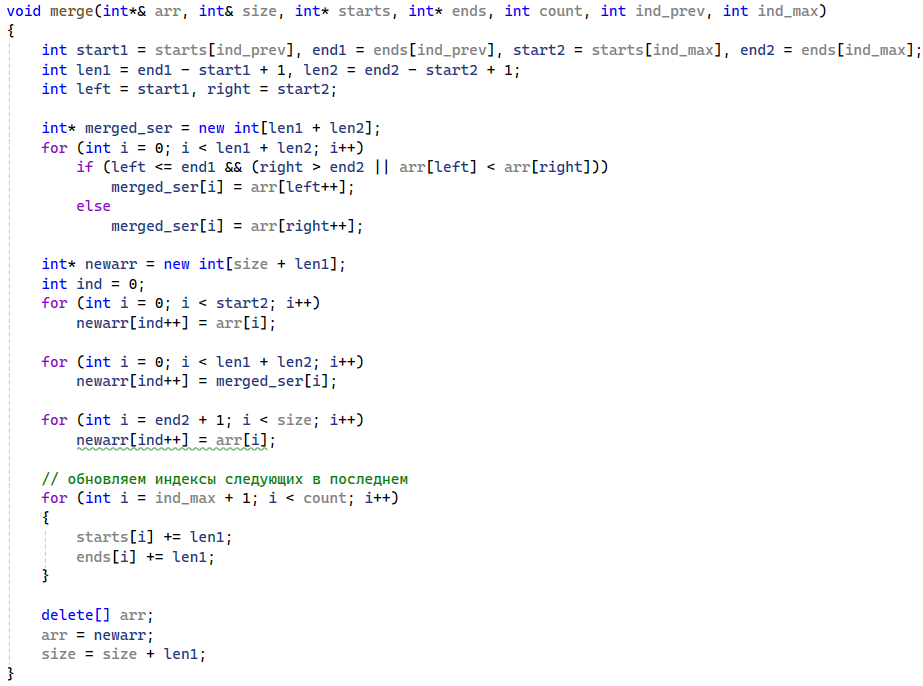 void merge(int*& arr, int& size, int* starts, int* ends, int count, int ind_prev, int ind_max)
{
    int start1 = starts[ind_prev], end1 = ends[ind_prev], start2 = starts[ind_max], end2 = ends[ind_max];
    int len1 = end1 - start1 + 1, len2 = end2 - start2 + 1;
    int left = start1, right = start2;

    int* merged_ser = new int[len1 + len2];
    for (int i = 0; i < len1 + len2; i++)
        if (left <= end1 && (right > end2 || arr[left] < arr[right]))
            merged_ser[i] = arr[left++];
        else
            merged_ser[i] = arr[right++];

    int* newarr = new int[size + len1];
    int ind = 0;
    for (int i = 0; i < start2; i++)
        newarr[ind++] = arr[i];

    for (int i = 0; i < len1 + len2; i++)
        newarr[ind++] = merged_ser[i];

    for (int i = end2 + 1; i < size; i++)
        newarr[ind++] = arr[i];

    // обновляем индексы следующих в последнем
    for (int i = ind_max + 1; i < count; i++)
    {
        starts[i] += len1;
        ends[i] += len1;
    }

    delete[] arr;
    arr = newarr;
    size = size + len1;
}